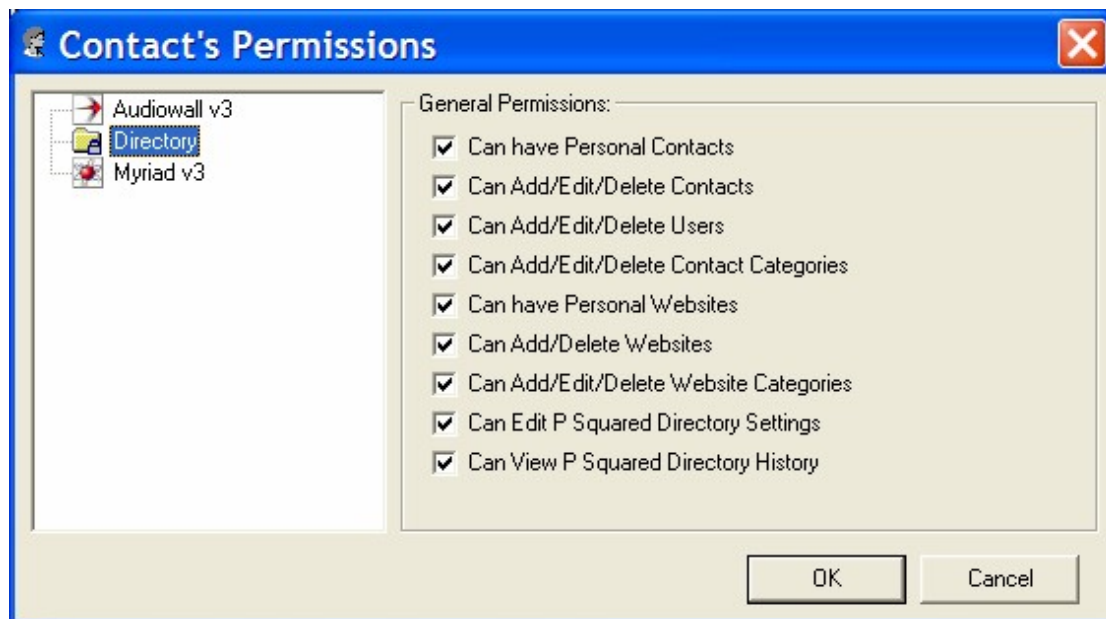 Contact's Permissions
Audiowall v3
Directory
Myriad v3
General Permissions:
Can have Personal Contacts
Can Add/Edit/Delete Contacts
Can Add/Edit/Delete Users
Can Add/Edit/Delete Contact Categories
Can have Personal Websites
Can Add/Delete Websites
Can Add/Edit/Delete Website Categories
Can Edit P Squared Directory Settings
Can View P Squared Directory History
OK
Cancel